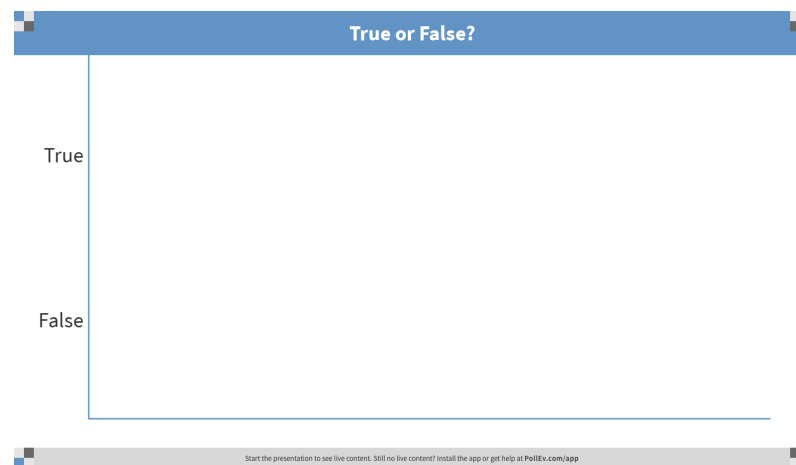 True or False?
True
False
Start the presentation to see live content. Still no live content? Install the app or get help at PollEv.com/app